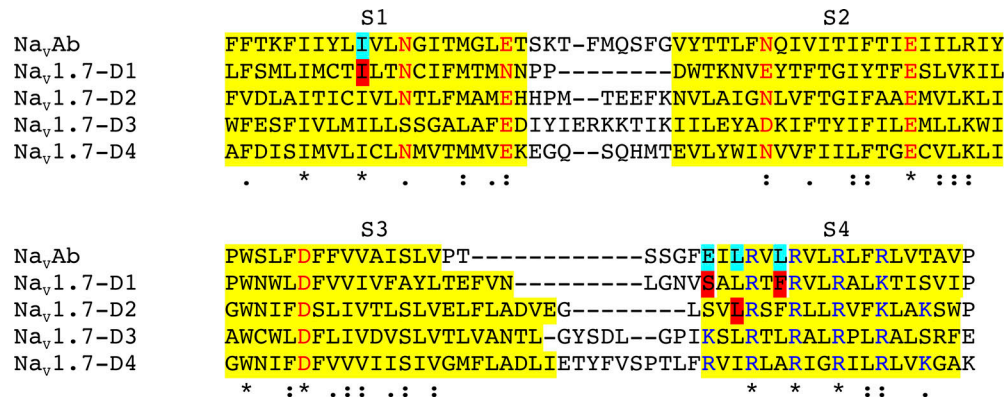 S1 S2
NaᵥAb FFTKFIIYLIVLNGITMGLETSKT-FMQSFGVYTTLFNQIVITIFTIEIILRIY
Naᵥ1.7-D1 LFSMLIMCTILTNCIFMTMNNPP--------DWTKNVEYTFTGIYTFESLVKIL
Naᵥ1.7-D2 FVDLAITICIVLNTLFMAMEHHPM--TEEFKNVLAIGNLVFTGIFAAEMVLKLI
Naᵥ1.7-D3 WFESFIVLMILLSSGALAFEDIYIERKKTIKIILEYADKIFTYIFILEMLLKWI
Naᵥ1.7-D4 AFDISIMVLICLNMVTMMVEKEGQ--SQHMTEVLYWINVVFIILFTGECVLKLI
. * * . : .: : . :: * :::
S3 S4
NaᵥAb PWSLFDFFVVAISLVPT------------SSGFEILRVLRVLRLFRLVTAVP
Naᵥ1.7-D1 PWNWLDFVVIVFAYLTEFVN---------LGNVSALRTFRVLRALKTISVIP
Naᵥ1.7-D2 GWNIFDSLIVTLSLVELFLADVEG--------LSVLRSFRLLRVFKLAKSWP
Naᵥ1.7-D3 AWCWLDFLIVDVSLVTLVANTL-GYSDL--GPIKSLRTLRALRPLRALSRFE
Naᵥ1.7-D4 GWNIFDFVVVIISIVGMFLADLIETYFVSPTLFRVIRLARIGRILRLVKGAK
* :* .:: : : * * * :: .